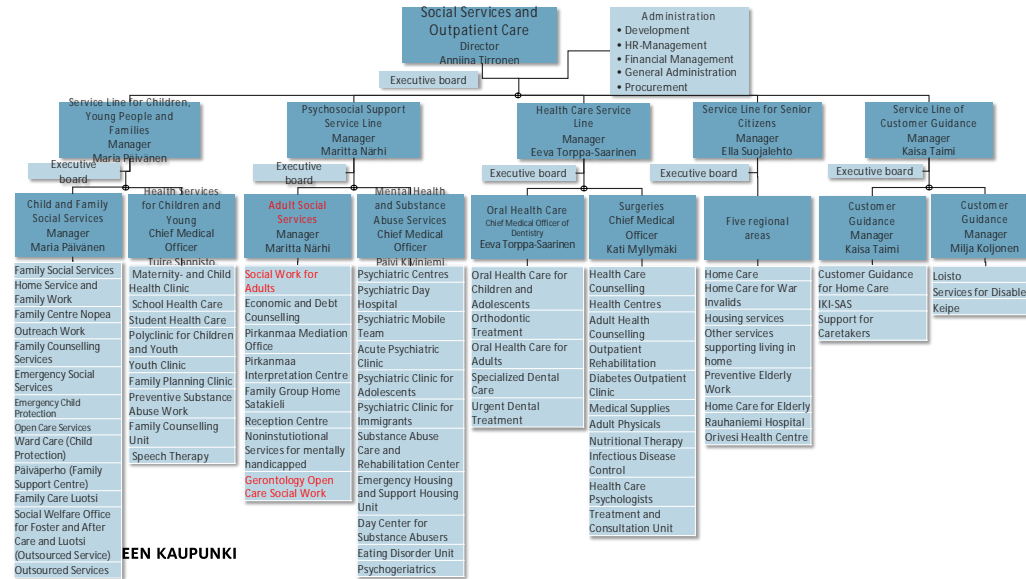 Social Services and
Outpatient Care
Director
Anniina Tirronen
Executive board
Administration
• Development
• HR-Management
• Financial Management
• General Administration
• Procurement
Service Line for Children,
Young People and
Families
Manager
Maria Päivänen
Executive
board
Psychosocial Support
Service Line
Manager
Maritta Närhi
Executive
board
Health Care Service
Line
Manager
Eeva Torppa-Saarinen
Executive board
Service Line for Senior
Citizens
Manager
Ella Suojalehto
Executive board
Service Line of
Customer Guidance
Manager
Kaisa Taimi
Executive board
Child and Family
Social Services
Manager
Maria Päivänen
Family Social Services
Home Service and
Family Work
Family Centre Nopea
Outreach Work
Family Counselling
Services
Emergency Social
Services
Emergency Child
Protection
Open Care Services
Ward Care (Child
Protection)
Päiväperho (Family
Support Centre)
Family Care Luotsi
Social Welfare Office
for Foster and After
Care and Luotsi
(Outsourced Service)
Outsourced Services
Health Services
for Children and
Young
Chief Medical
Officer
Tuire Sannisto
Maternity- and Child
Health Clinic
School Health Care
Student Health Care
Polyclinic for Children
and Youth
Youth Clinic
Family Planning Clinic
Preventive Substance
Abuse Work
Family Counselling
Unit
Speech Therapy
Adult Social
Services
Manager
Maritta Närhi
Social Work for
Adults
Economic and Debt
Counselling
Pirkanmaa Mediation
Office
Pirkanmaa
Interpretation Centre
Family Group Home
Satakieli
Reception Centre
Noninstutiotional
Services for mentally
handicapped
Gerontology Open
Care Social Work
Mental Health
and Substance
Abuse Services
Chief Medical
Officer
Päivi Kiviniemi
Psychiatric Centres
Psychiatric Day
Hospital
Psychiatric Mobile
Team
Acute Psychiatric
Clinic
Psychiatric Clinic for
Adolescents
Psychiatric Clinic for
Immigrants
Substance Abuse
Care and
Rehabilitation Center
Emergency Housing
and Support Housing
Unit
Day Center for
Substance Abusers
Eating Disorder Unit
Psychogeriatrics
Oral Health Care
Chief Medical Officer of
Dentistry
Eeva Torppa-Saarinen
Oral Health Care for
Children and
Adolescents
Orthodontic
Treatment
Oral Health Care for
Adults
Specialized Dental
Care
Urgent Dental
Treatment
Surgeries
Chief Medical
Officer
Kati Myllymäki
Health Care
Counselling
Health Centres
Adult Health
Counselling
Outpatient
Rehabilitation
Diabetes Outpatient
Clinic
Medical Supplies
Adult Physicals
Nutritional Therapy
Infectious Disease
Control
Health Care
Psychologists
Treatment and
Consultation Unit
Five regional
areas
Home Care
Home Care for War
Invalids
Housing services
Other services
supporting living in
home
Preventive Elderly
Work
Home Care for Elderly
Rauhaniemi Hospital
Orivesi Health Centre
Customer
Guidance
Manager
Kaisa Taimi
Customer Guidance
for Home Care
IKI-SAS
Support for
Caretakers
Customer
Guidance
Manager
Milja Koljonen
Loisto
Services for Disable
Keipe
EEN KAUPUNKI